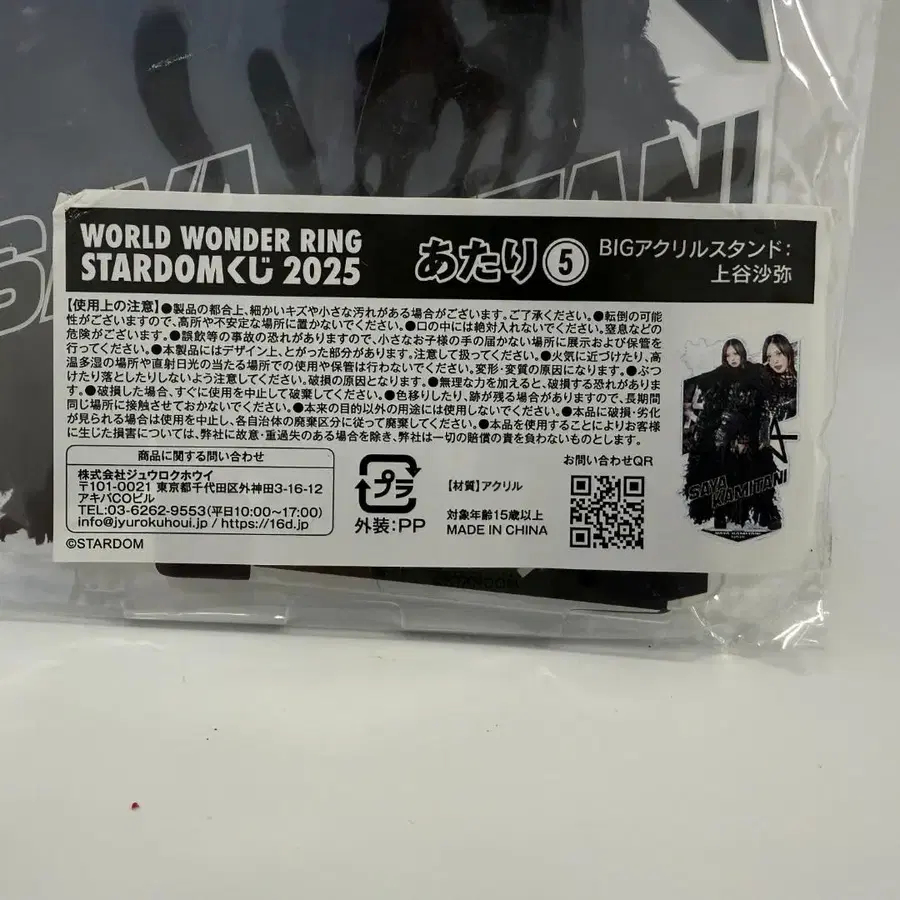 SAYA KAMITANI
WORLD WONDER RING
STARDOMくじ 2025
あたり⑤
BIGアクリルスタンド:
上谷沙弥
【使用上の注意】●製品の都合上、細かいキズや小さな汚れがある場合がございます。ご了承ください。●転倒の可能
性がございますので、高所や不安定な場所に置かないでください。●口の中には絶対入れないでください。窒息などの
危険がございます。●誤飲等の事故の恐れがありますので、小さなお子様の手の届かない場所に展示および保管を
行ってください。●本製品にはデザイン上、とがった部分があります。注意して扱ってください。●火気に近づけたり、高
温多湿の場所や直射日光の当たる場所での使用や保管は行わないでください。変形・変質の原因になります。●ぶつ
けたり落としたりしないよう注意してください。破損の原因となります。●無理な力を加えると、破損する恐れがありま
す。●破損した場合、すぐに使用を中止して破棄してください。●色移りしたり、跡が残る場合がありますので、長期間
同じ場所に接触させておかないでください。●本来の目的以外の用途には使用しないでください。●本品に破損・劣化
が見られる場合は使用を中止し、各自治体の廃棄区分に従って廃棄してください。●本品を使用することによりお客様
に生じた損害については、弊社に故意・重過失のある場合を除き、弊社は一切の賠償の責を負わないものとします。
商品に関する問い合わせ
株式会社ジュウロクホウイ
〒101-0021 東京都千代田区外神田3-16-12
アキバCOビル
TEL:03-6262-9553(平日10:00~17:00)
info@jyurokuhoui.jp / https://16d.jp
©STARDOM
プラ
外装:PP
【材質】アクリル
対象年齢15歳以上
MADE IN CHINA
お問い合わせQR
SAYA
KAMITANI
SAYA KAMITANI